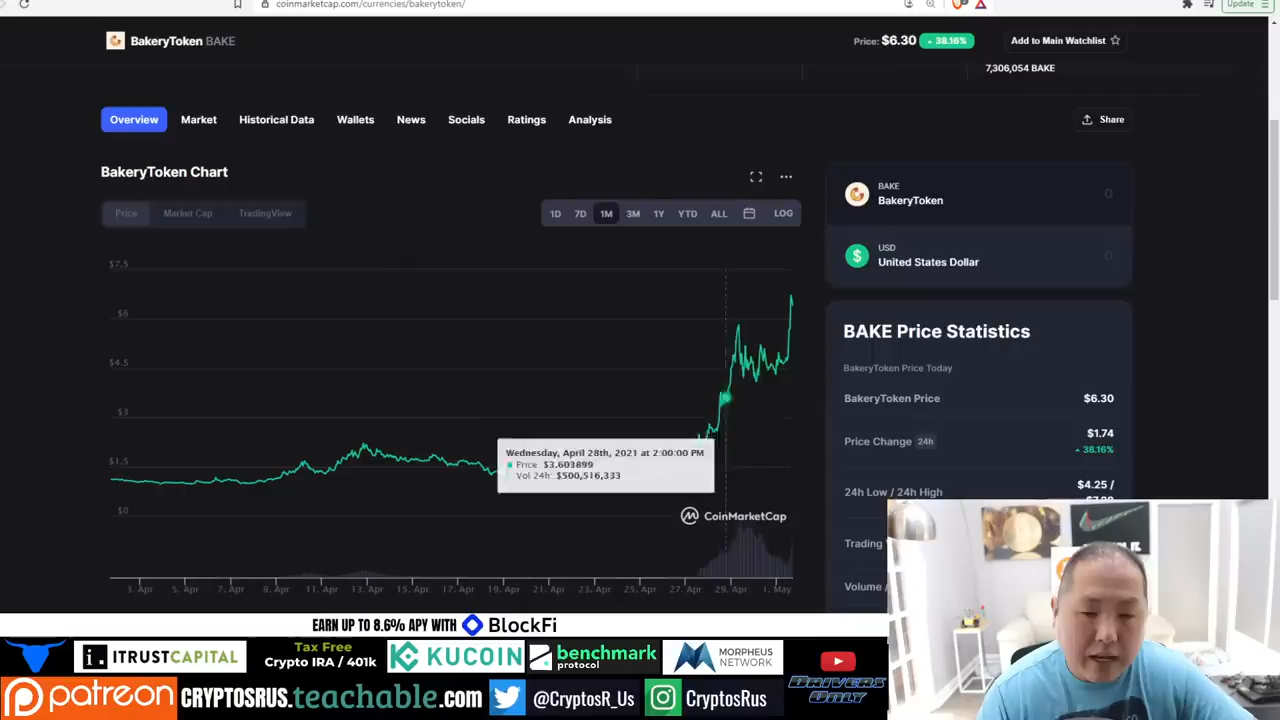 coinmarketcap.com/currencies/bakerytoken/
Update
BakeryToken BAKE
Price: $6.30 38.16%
Add to Main Watchlist
7,306,054 BAKE
Overview Market Historical Data Wallets News Socials Ratings Analysis
Share
BakeryToken Chart
Price Market Cap TradingView
1D 7D 1M 3M 1Y YTD ALL LOG
BAKE
BakeryToken
0
USD
United States Dollar
0
$7.5
$6
$4.5
$3
$1.5
$0
Wednesday, April 28th, 2021 at 2:00:00 PM
Price: $3.603899
Vol 24h: $500,516,333
CoinMarketCap
3. Apr 5. Apr 7. Apr 9. Apr 11. Apr 13. Apr 15. Apr 17. Apr 19. Apr 21. Apr 23. Apr 25. Apr 27. Apr 29. Apr 1. May
BAKE Price Statistics
BakeryToken Price Today
BakeryToken Price $6.30
Price Change 24h $1.74
38.16%
24h Low / 24h High $4.25 /
Trading
Volume /
EARN UP TO 8.6% APY WITH BlockFi
i. ITRUSTCAPITAL
Tax Free
Crypto IRA / 401k
KUCOIN
benchmark
protocol
MORPHEUS
NETWORK
DRIVERS
ONLY
patreon
CRYPTOSRUS.teachable.com
@CryptosR_Us
CryptosRus